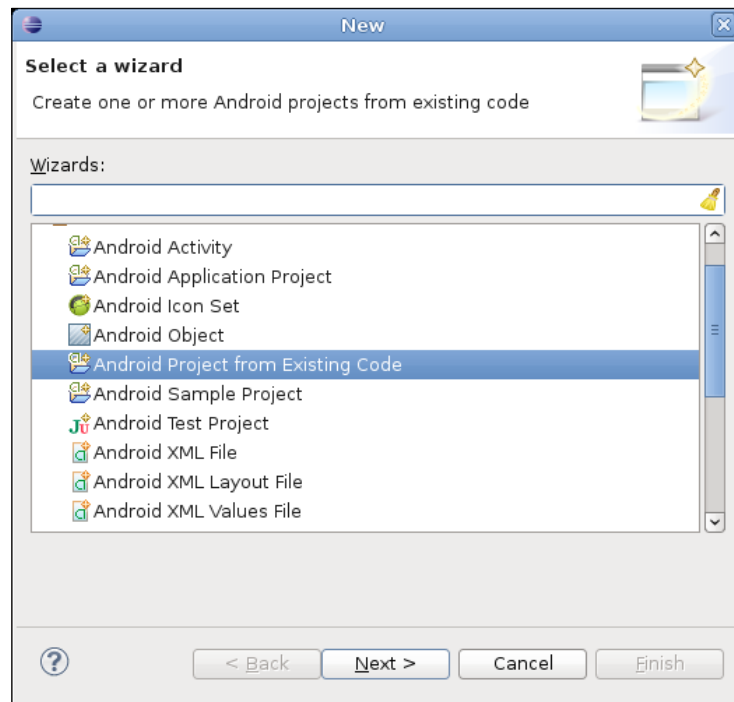 New
Select a wizard
Create one or more Android projects from existing code
Wizards:
Android Activity
Android Application Project
Android Icon Set
Android Object
Android Project from Existing Code
Android Sample Project
Android Test Project
Android XML File
Android XML Layout File
Android XML Values File
< Back Next > Cancel Finish